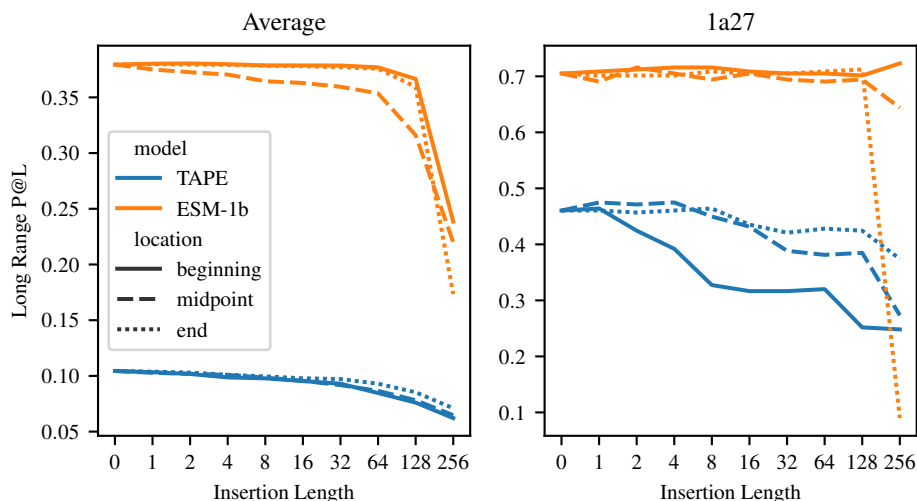 Average
Long Range P@L
0.35
0.30
0.25
0.20
0.15
0.10
0.05
model
TAPE
ESM-1b
location
beginning
midpoint
end
0 1 2 4 8 16 32 64 128 256
Insertion Length
1a27
0.7
0.6
0.5
0.4
0.3
0.2
0.1
0 1 2 4 8 16 32 64 128 256
Insertion Length